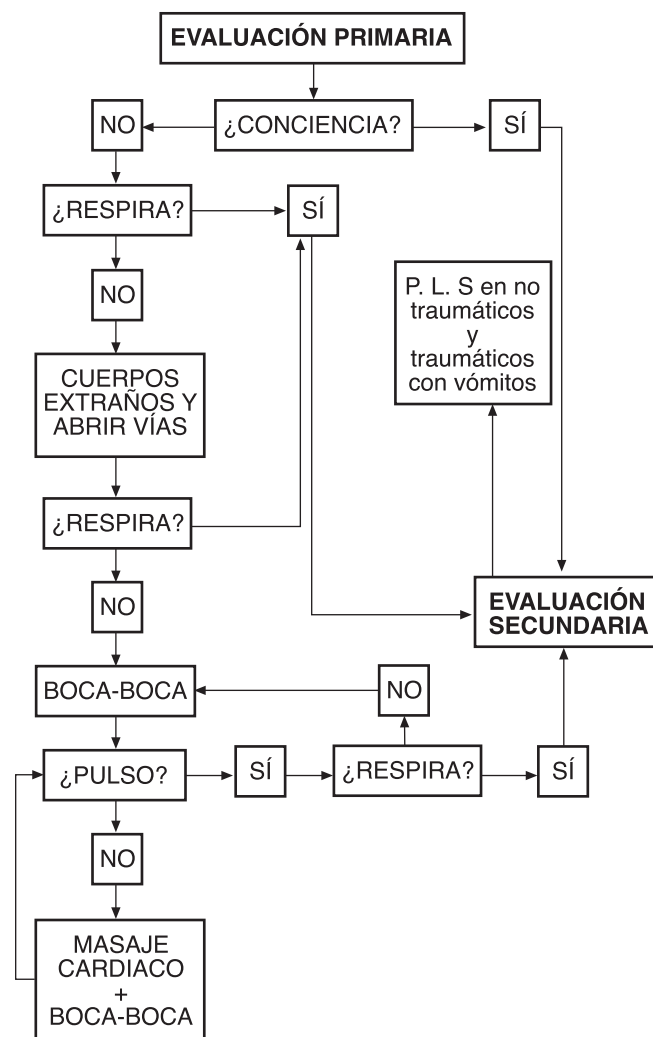 EVALUACIÓN PRIMARIA
NO
¿CONCIENCIA?
SÍ
¿RESPIRA?
SÍ
NO
P. L. S en no
traumáticos
y
traumáticos
con vómitos
CUERPOS
EXTRAÑOS Y
ABRIR VÍAS
¿RESPIRA?
NO
EVALUACIÓN
SECUNDARIA
BOCA-BOCA
NO
¿PULSO?
SÍ
¿RESPIRA?
SÍ
NO
MASAJE
CARDIACO
+
BOCA-BOCA